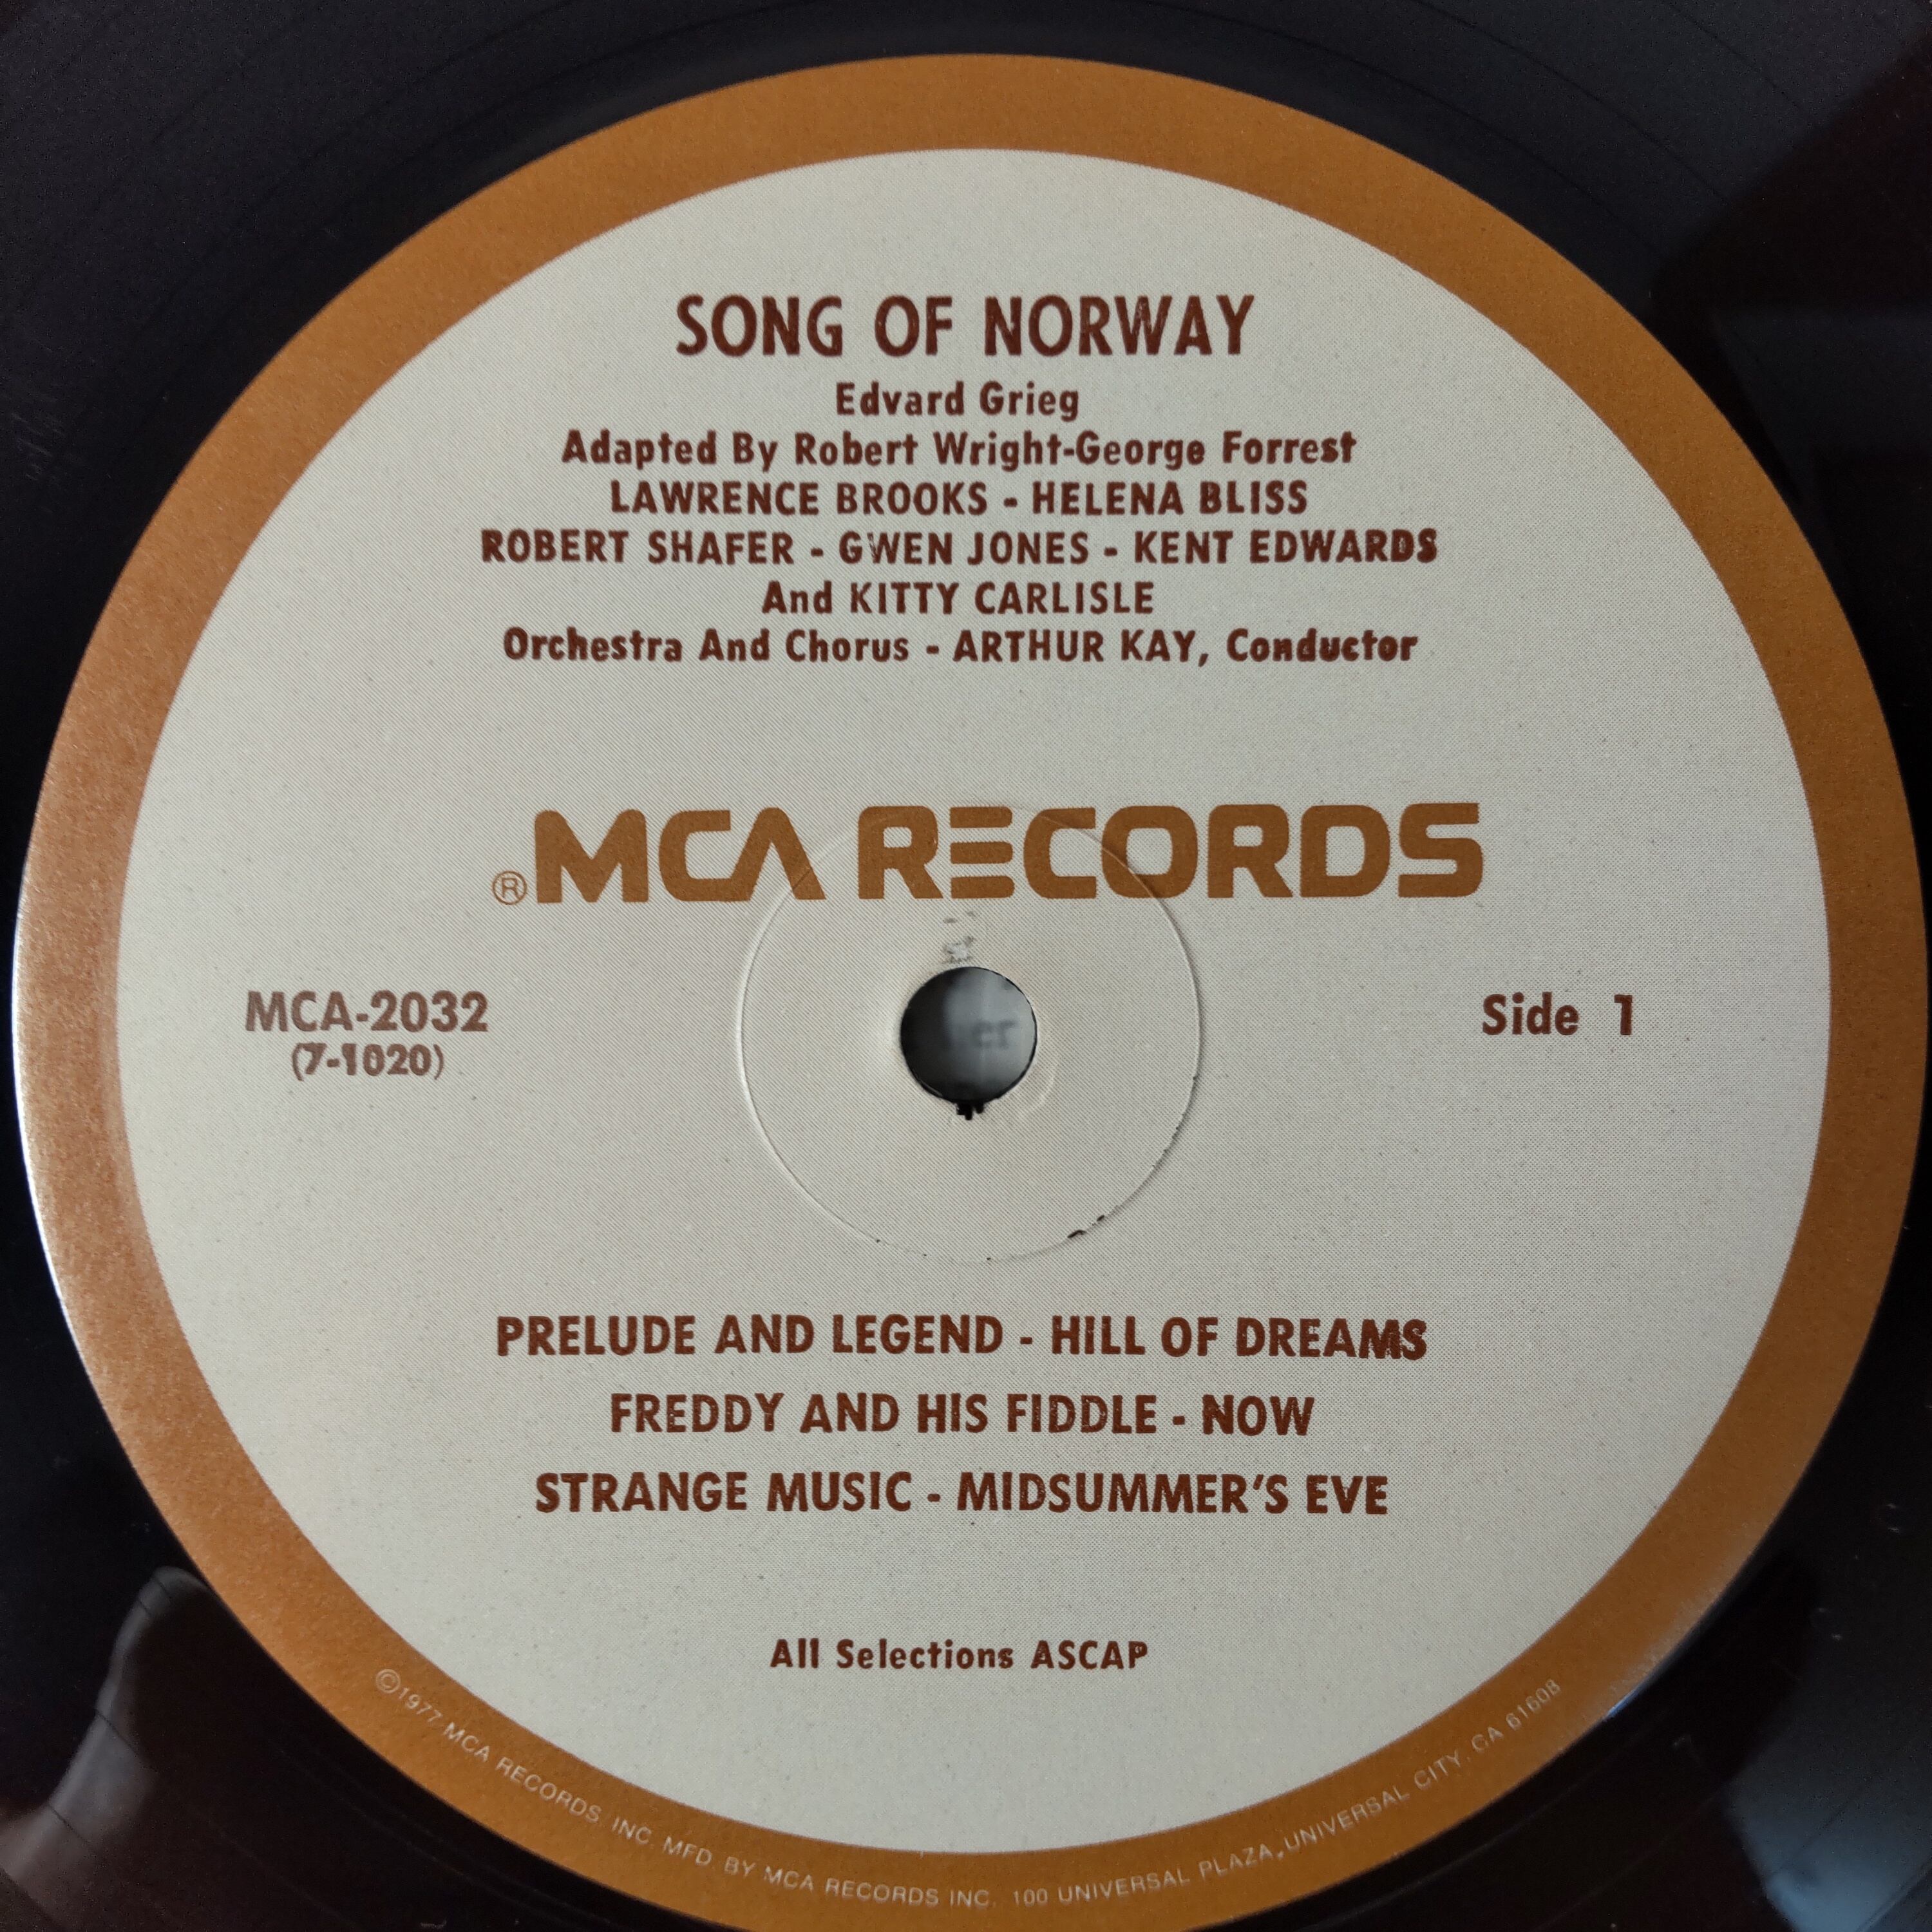 SONG OF NORWAY
Edvard Grieg
Adapted By Robert Wright-George Forrest
LAWRENCE BROOKS - HELENA BLISS
ROBERT SHAFER - GWEN JONES - KENT EDWARDS
And KITTY CARLISLE
Orchestra And Chorus - ARTHUR KAY, Conductor
®MCA RECORDS
MCA-2032
(7-1020)
Side 1
PRELUDE AND LEGEND - HILL OF DREAMS
FREDDY AND HIS FIDDLE - NOW
STRANGE MUSIC - MIDSUMMER'S EVE
All Selections ASCAP
©1977 MCA RECORDS, INC. MFD. BY MCA RECORDS INC. 100 UNIVERSAL PLAZA, UNIVERSAL CITY, CA 61608